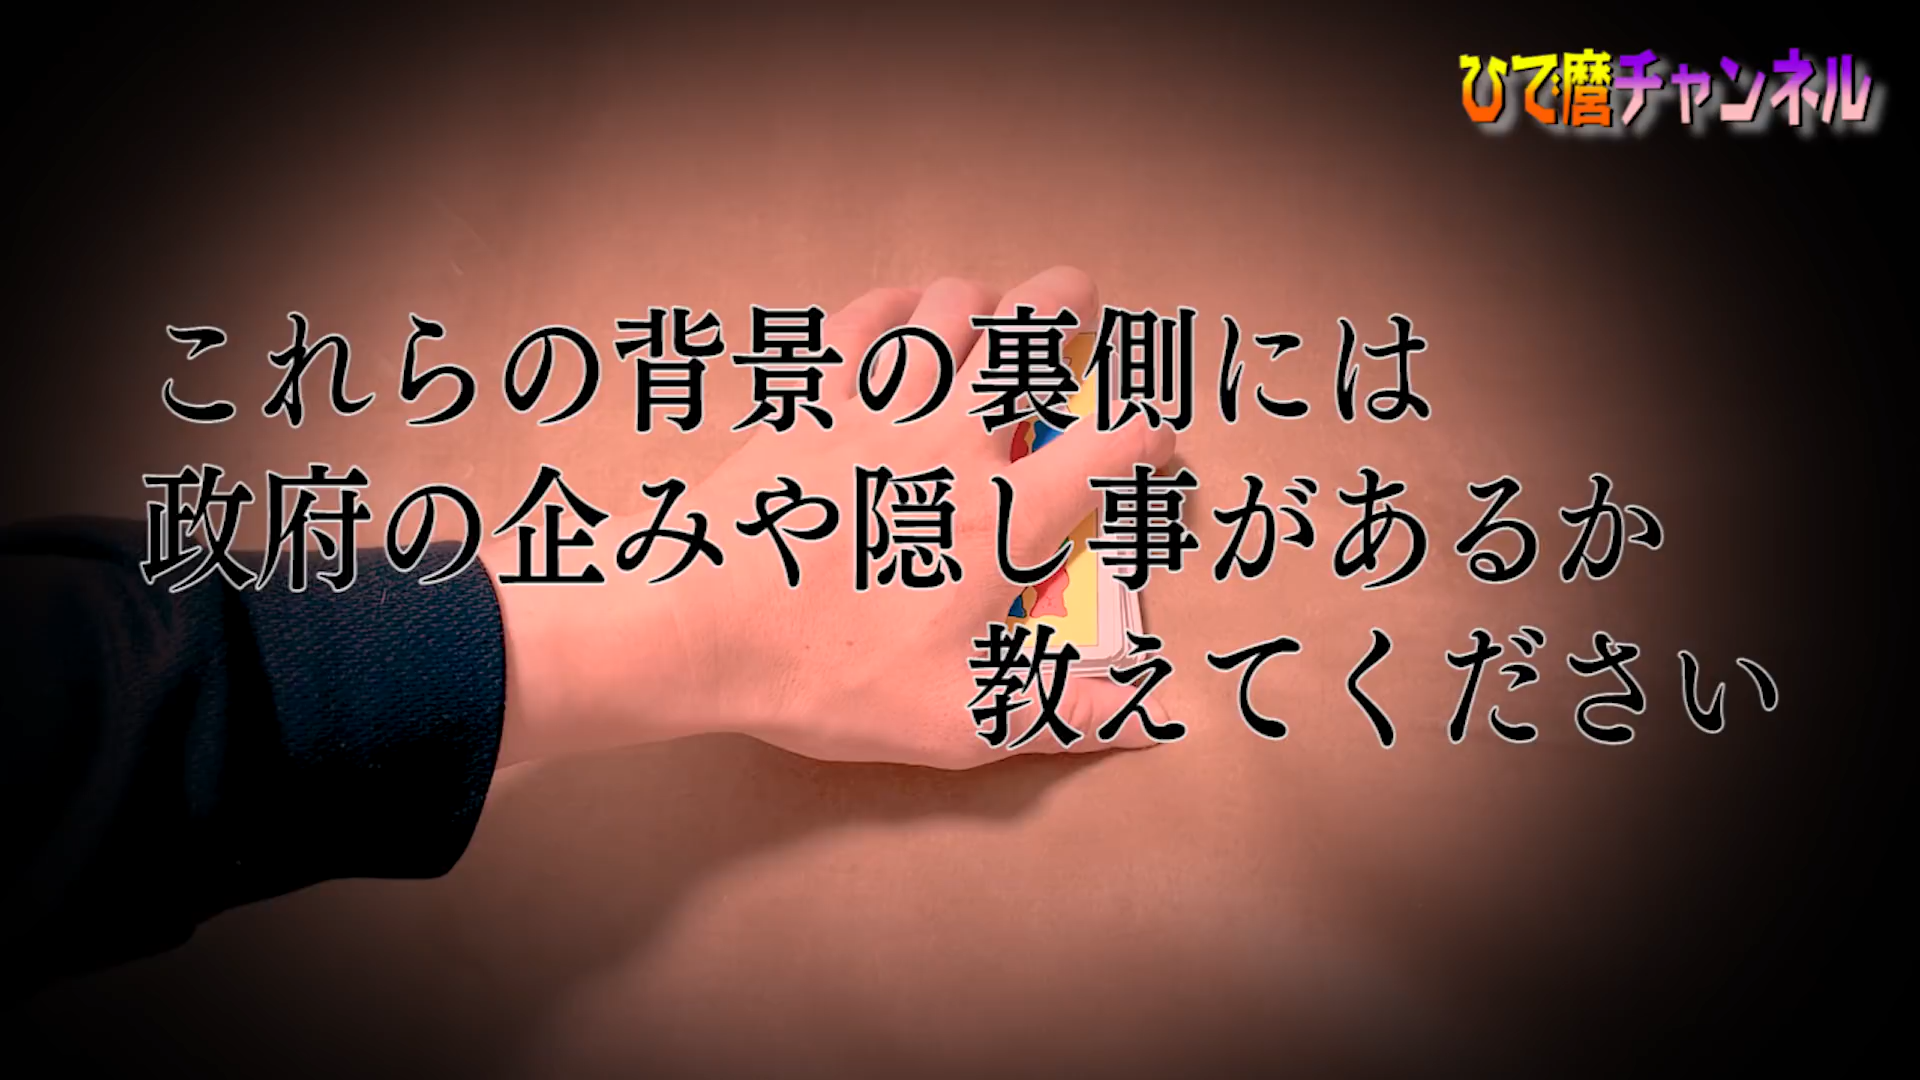 ひで麿チャンネル
これらの背景の裏側には
政府の企みや隠し事があるか
教えてください